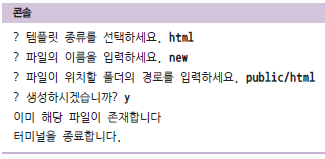 콘솔
? 템플릿 종류를 선택하세요. html
? 파일의 이름을 입력하세요. new
? 파일이 위치할 폴더의 경로를 입력하세요. public/html
? 생성하시겠습니까? y
이미 해당 파일이 존재합니다
터미널을 종료합니다.